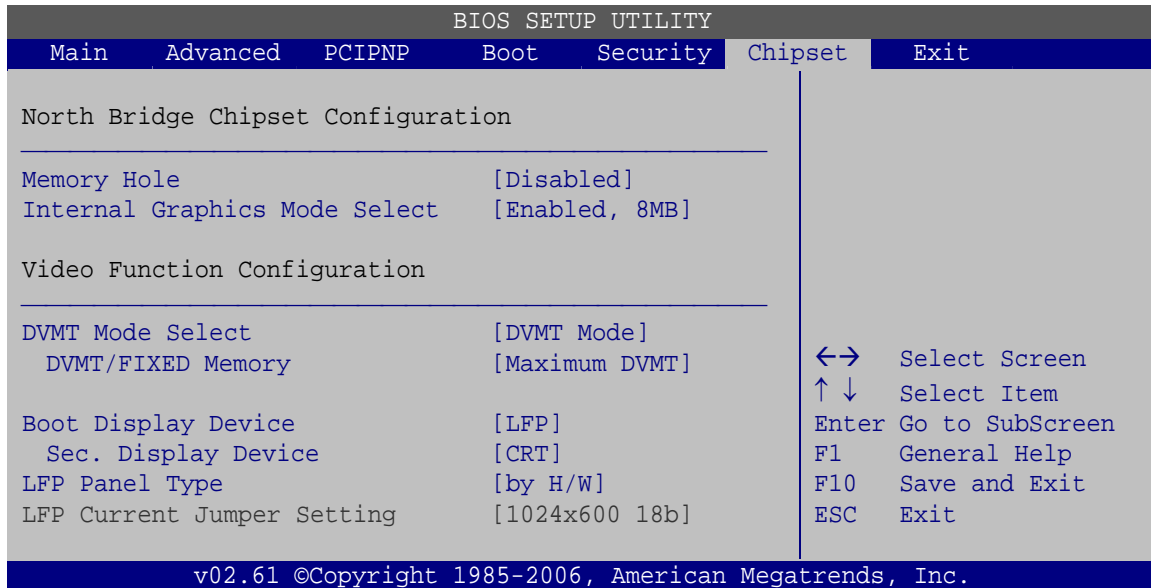 BIOS SETUP UTILITY
Main Advanced PCIPNP Boot Security Chipset Exit
North Bridge Chipset Configuration
Memory Hole [Disabled]
Internal Graphics Mode Select [Enabled, 8MB]
Video Function Configuration
DVMT Mode Select [DVMT Mode]
DVMT/FIXED Memory [Maximum DVMT]
Boot Display Device [LFP]
Sec. Display Device [CRT]
LFP Panel Type [by H/W]
LFP Current Jumper Setting [1024x600 18b]
←→ Select Screen
↑↓ Select Item
Enter Go to SubScreen
F1 General Help
F10 Save and Exit
ESC Exit
v02.61 ©Copyright 1985-2006, American Megatrends, Inc.